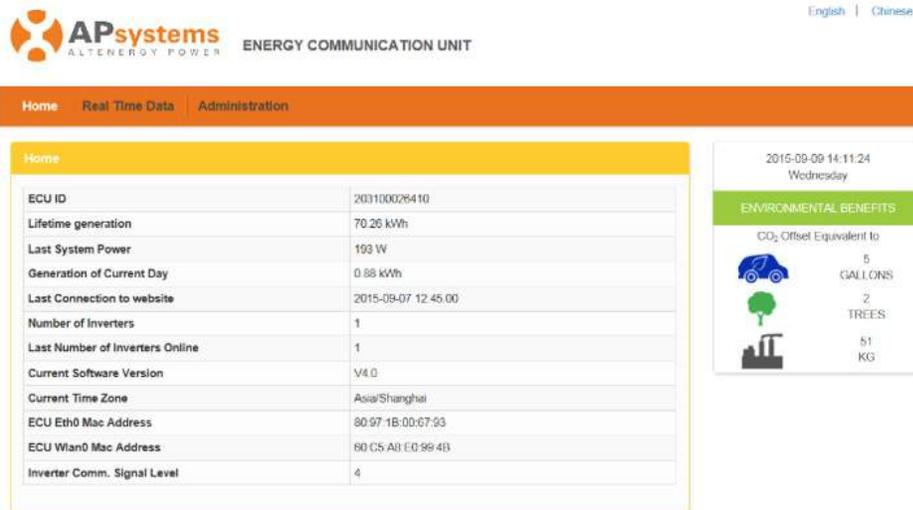 English | Chinese
APsystems
ALTENERGY POWER
ENERGY COMMUNICATION UNIT
Home Real Time Data Administration
Home
ECU ID 203100026410
Lifetime generation 70.26 kWh
Last System Power 193 W
Generation of Current Day 0.88 kWh
Last Connection to website 2015-09-07 12:45:00
Number of Inverters 1
Last Number of Inverters Online 1
Current Software Version V4.0
Current Time Zone Asia/Shanghai
ECU Eth0 Mac Address 80:97:1B:00:67:93
ECU Wlan0 Mac Address 60:C5:A8:E0:99:4B
Inverter Comm. Signal Level 4
2015-09-09 14:11:24
Wednesday
ENVIRONMENTAL BENEFITS
CO₂ Offset Equivalent to
5
GALLONS
2
TREES
51
KG